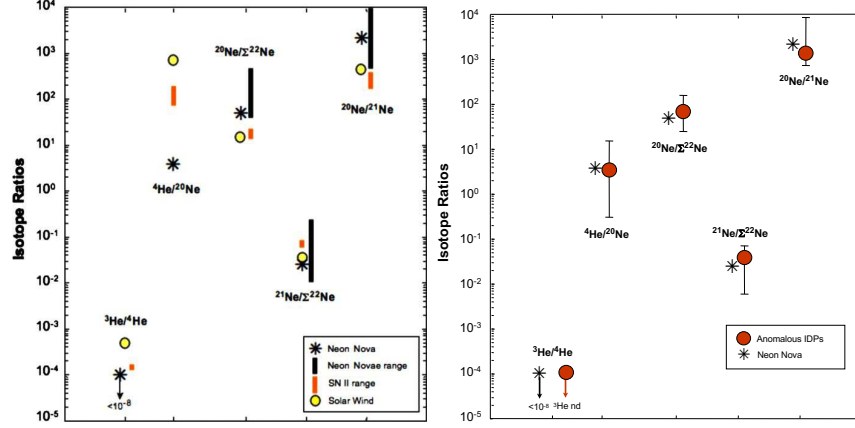 Isotope Ratios
10⁴
10³
10²
10¹
10⁰
10⁻¹
10⁻²
10⁻³
10⁻⁴
10⁻⁵
²⁰Ne/Σ²²Ne
²⁰Ne/²¹Ne
⁴He/²⁰Ne
²¹Ne/Σ²²Ne
³He/⁴He
<10⁻⁸
Neon Nova
Neon Novae range
SN II range
Solar Wind
Isotope Ratios
10⁴
10³
10²
10¹
10⁰
10⁻¹
10⁻²
10⁻³
10⁻⁴
10⁻⁵
²⁰Ne/²¹Ne
²⁰Ne/Σ²²Ne
⁴He/²⁰Ne
²¹Ne/Σ²²Ne
³He/⁴He
<10⁻⁸ ³He nd
Anomalous IDPs
Neon Nova